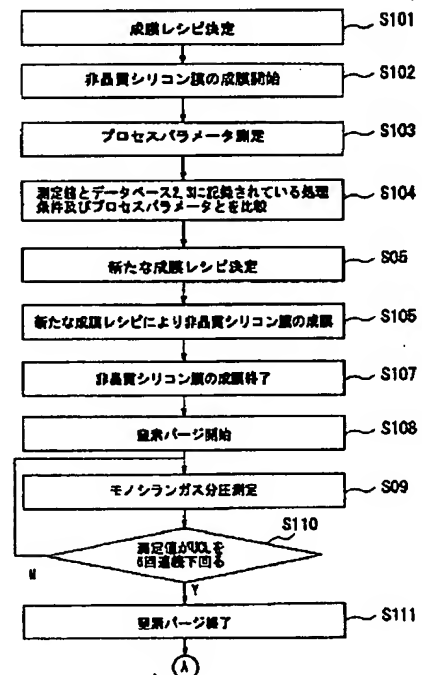 成膜レシピ決定
S101
非晶質シリコン膜の成膜開始
S102
プロセスパラメータ測定
S103
測定値とデータベース2,3に記録されている処理
条件及びプロセスパラメータとを比較
S104
新たな成膜レシピ決定
S05
新たな成膜レシピにより非晶質シリコン膜の成膜
S105
非晶質シリコン膜の成膜終了
S107
窒素パージ開始
S108
モノシランガス分圧測定
S09
S110
測定値がUCLを
6回連続下回る
N
Y
窒素パージ終了
S111
A